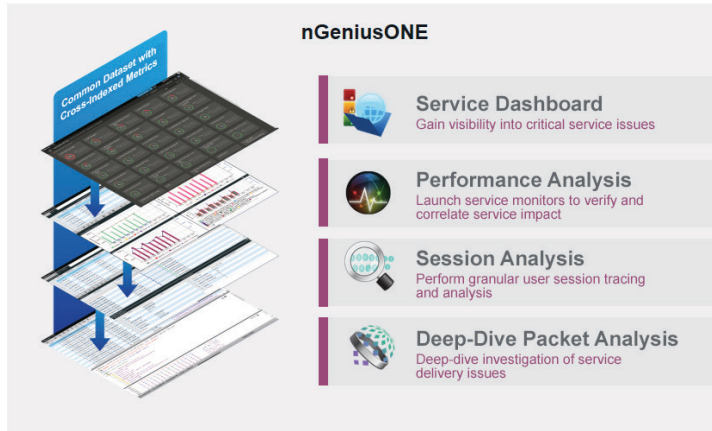 nGeniusONE
Common Dataset with
Cross-Indexed Metrics
Service Dashboard
Gain visibility into critical service issues
Performance Analysis
Launch service monitors to verify and
correlate service impact
Session Analysis
Perform granular user session tracing
and analysis
Deep-Dive Packet Analysis
Deep-dive investigation of service
delivery issues